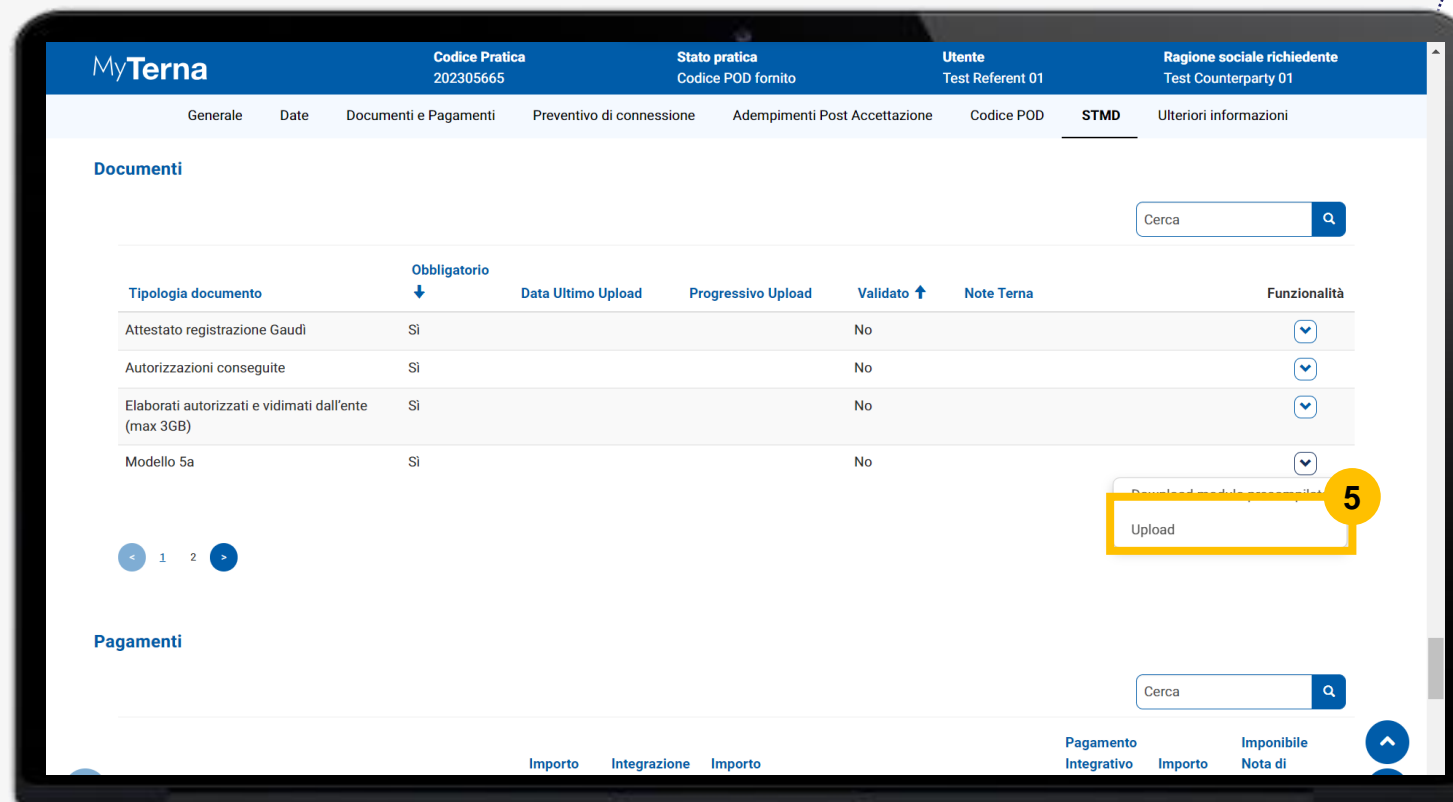 MyTerna
Codice Pratica
202305665
Stato pratica
Codice POD fornito
Utente
Test Referent 01
Ragione sociale richiedente
Test Counterparty 01
Generale Date Documenti e Pagamenti Preventivo di connessione Adempimenti Post Accettazione Codice POD STMD Ulteriori informazioni
Documenti
Cerca
Obbligatorio
Tipologia documento Data Ultimo Upload Progressivo Upload Validato Note Terna Funzionalità
Attestato registrazione Gaudì Sì No
Autorizzazioni conseguite Sì No
Elaborati autorizzati e vidimati dall'ente Sì No
(max 3GB)
Modello 5a Sì No
Download modulo
5
Upload
< 1 2 >
Pagamenti
Cerca
Pagamento Imponibile
Importo Integrazione Importo Integrativo Importo Nota di